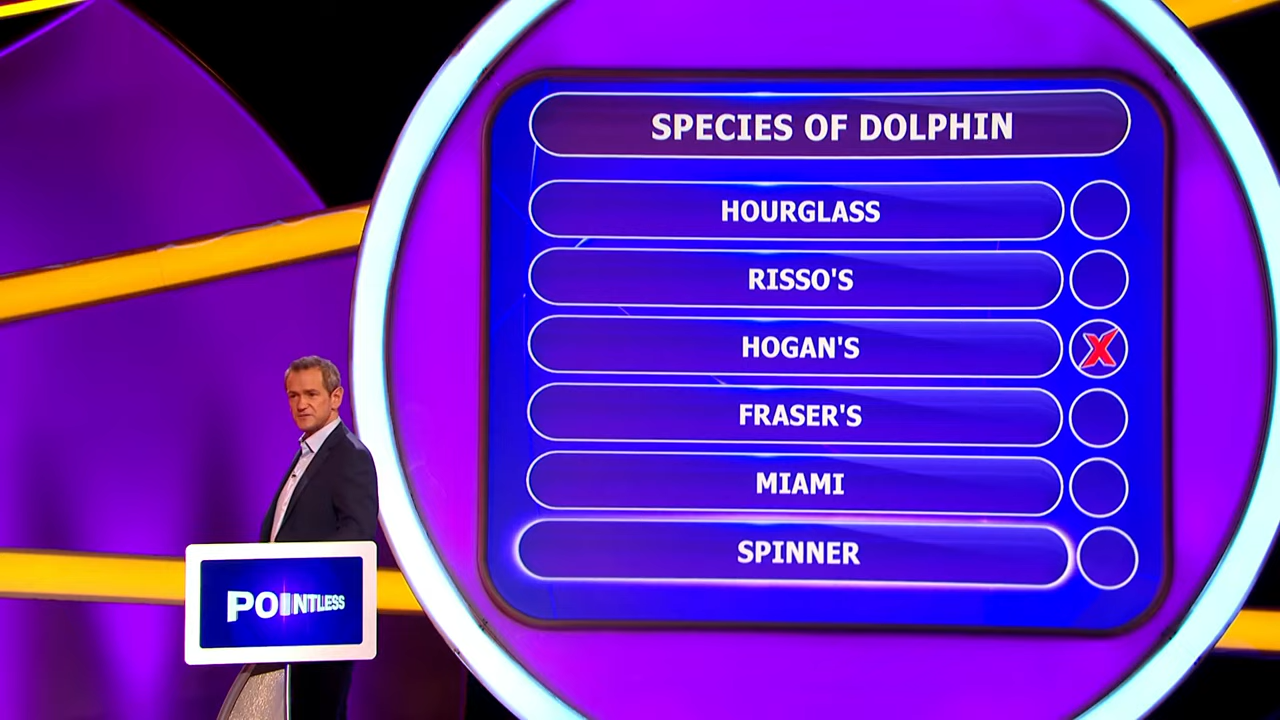 SPECIES OF DOLPHIN
HOURGLASS
RISSO'S
HOGAN'S
X
FRASER'S
MIAMI
SPINNER
POINTLESS